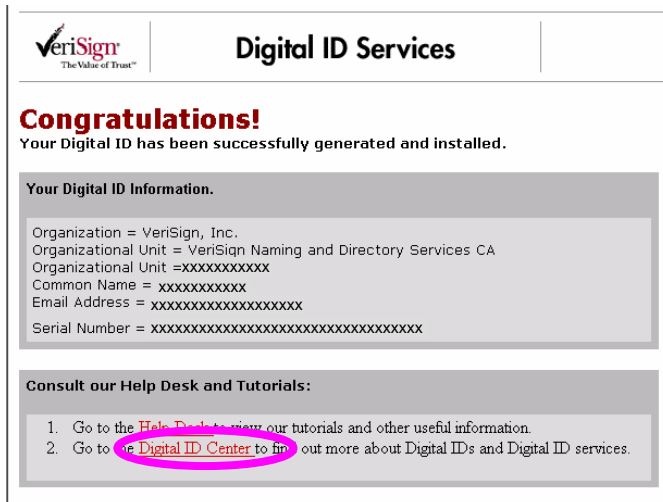 VeriSign
The Value of Trust℠
Digital ID Services
Congratulations!
Your Digital ID has been successfully generated and installed.
Your Digital ID Information.
Organization = VeriSign, Inc.
Organizational Unit = VeriSign Naming and Directory Services CA
Organizational Unit =xxxxxxxxxxx
Common Name = xxxxxxxxxxx
Email Address = xxxxxxxxxxxxxxxxxxx
Serial Number = xxxxxxxxxxxxxxxxxxxxxxxxxxxxxxxxxx
Consult our Help Desk and Tutorials:
1. Go to the Help Desk to view our tutorials and other useful information.
2. Go to the Digital ID Center to find out more about Digital IDs and Digital ID services.